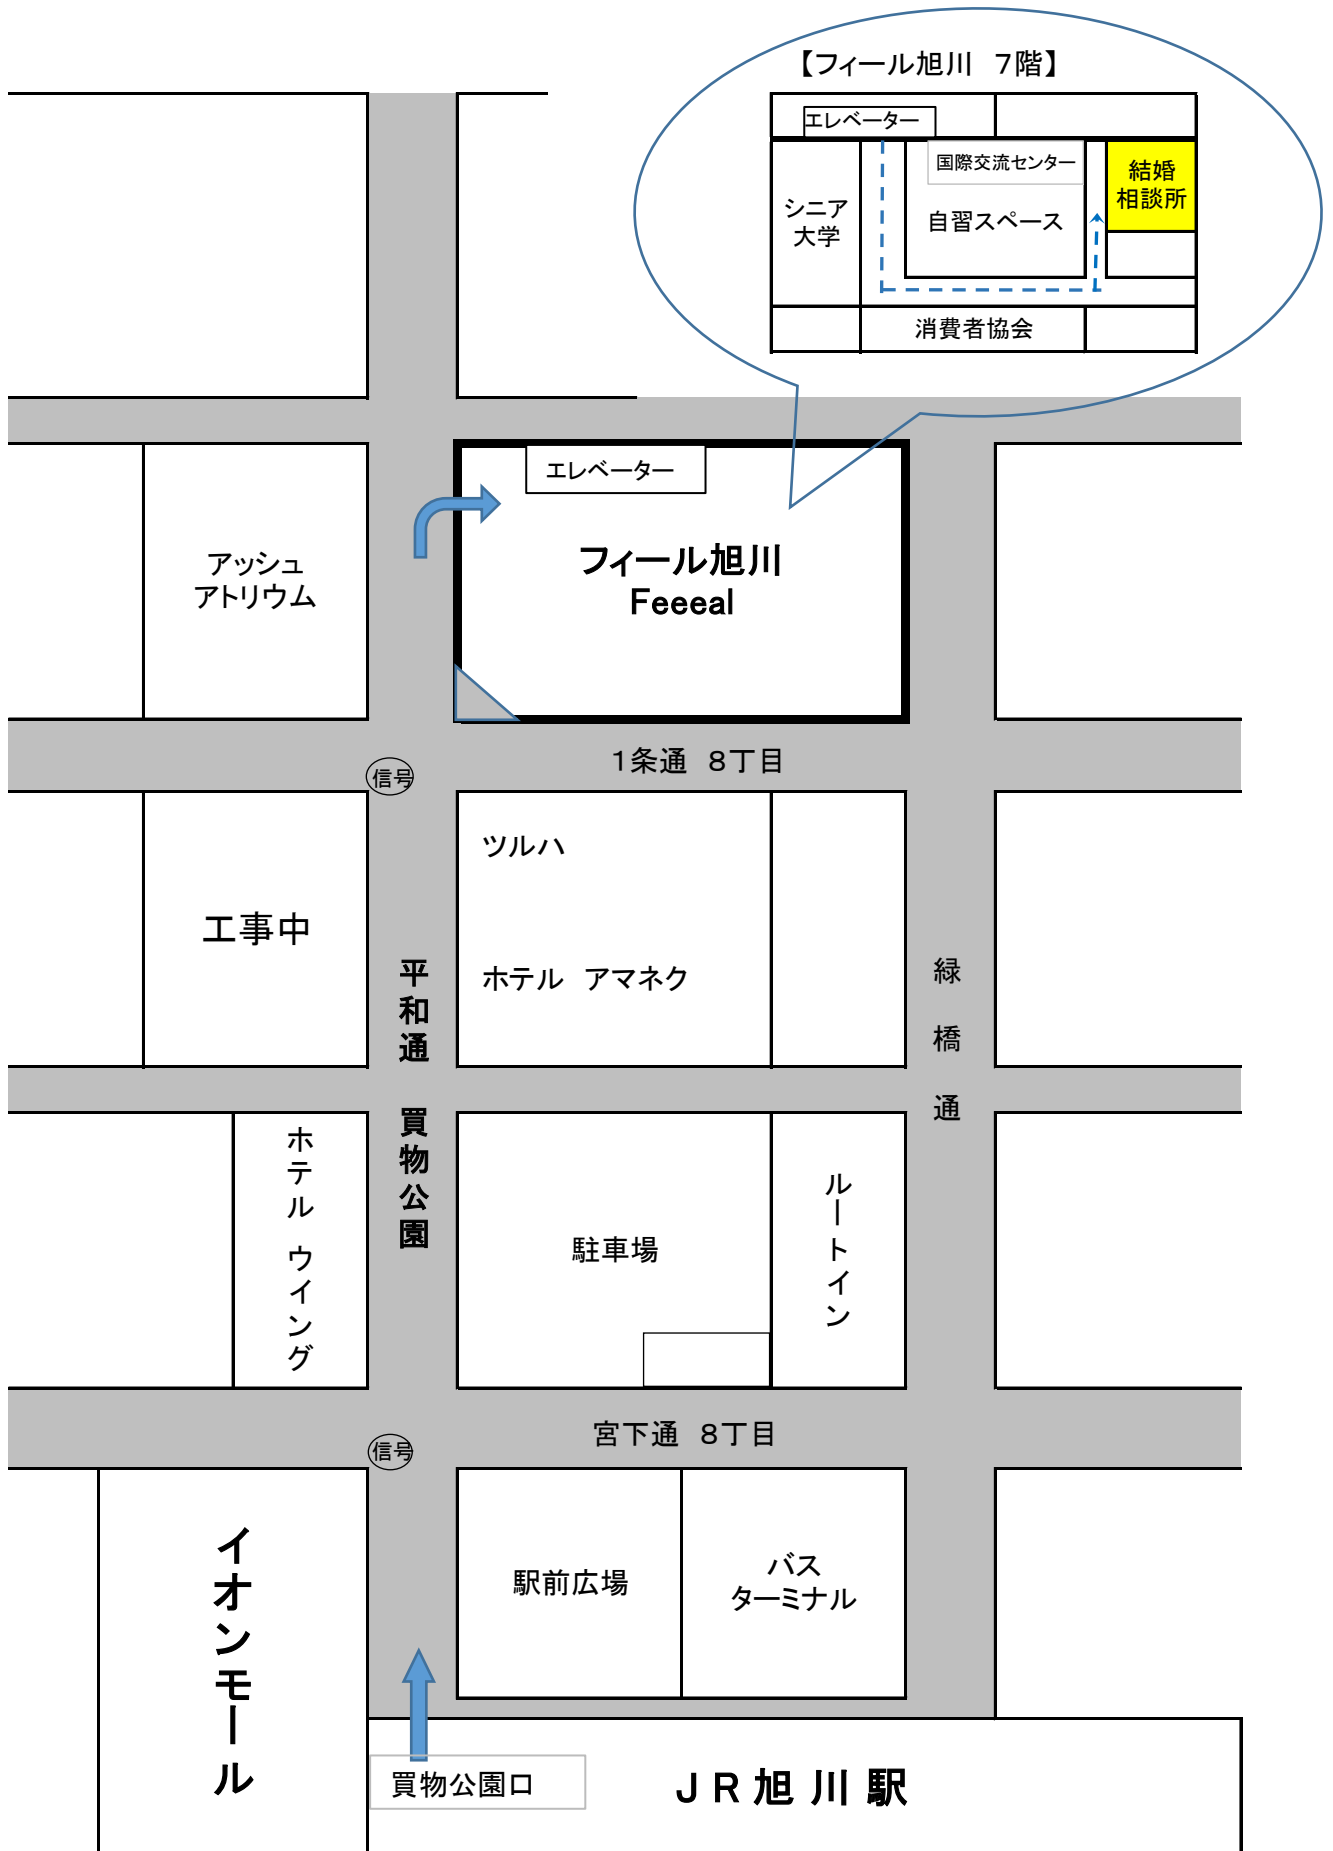 【フィール旭川　7階】
エレベーター
国際交流センター
結婚
相談所
シニア
大学
自習スペース
消費者協会
エレベーター
アッシュ
アトリウム
フィール旭川
Feeeal
1条通　8丁目
信号
ツルハ
工事中
ホテル　アマネク
平和通　買物公園
緑橋通
ホテル ウイング
駐車場
ルートイン
宮下通　8丁目
信号
イオンモール
駅前広場
バス
ターミナル
買物公園口
ＪＲ旭川駅